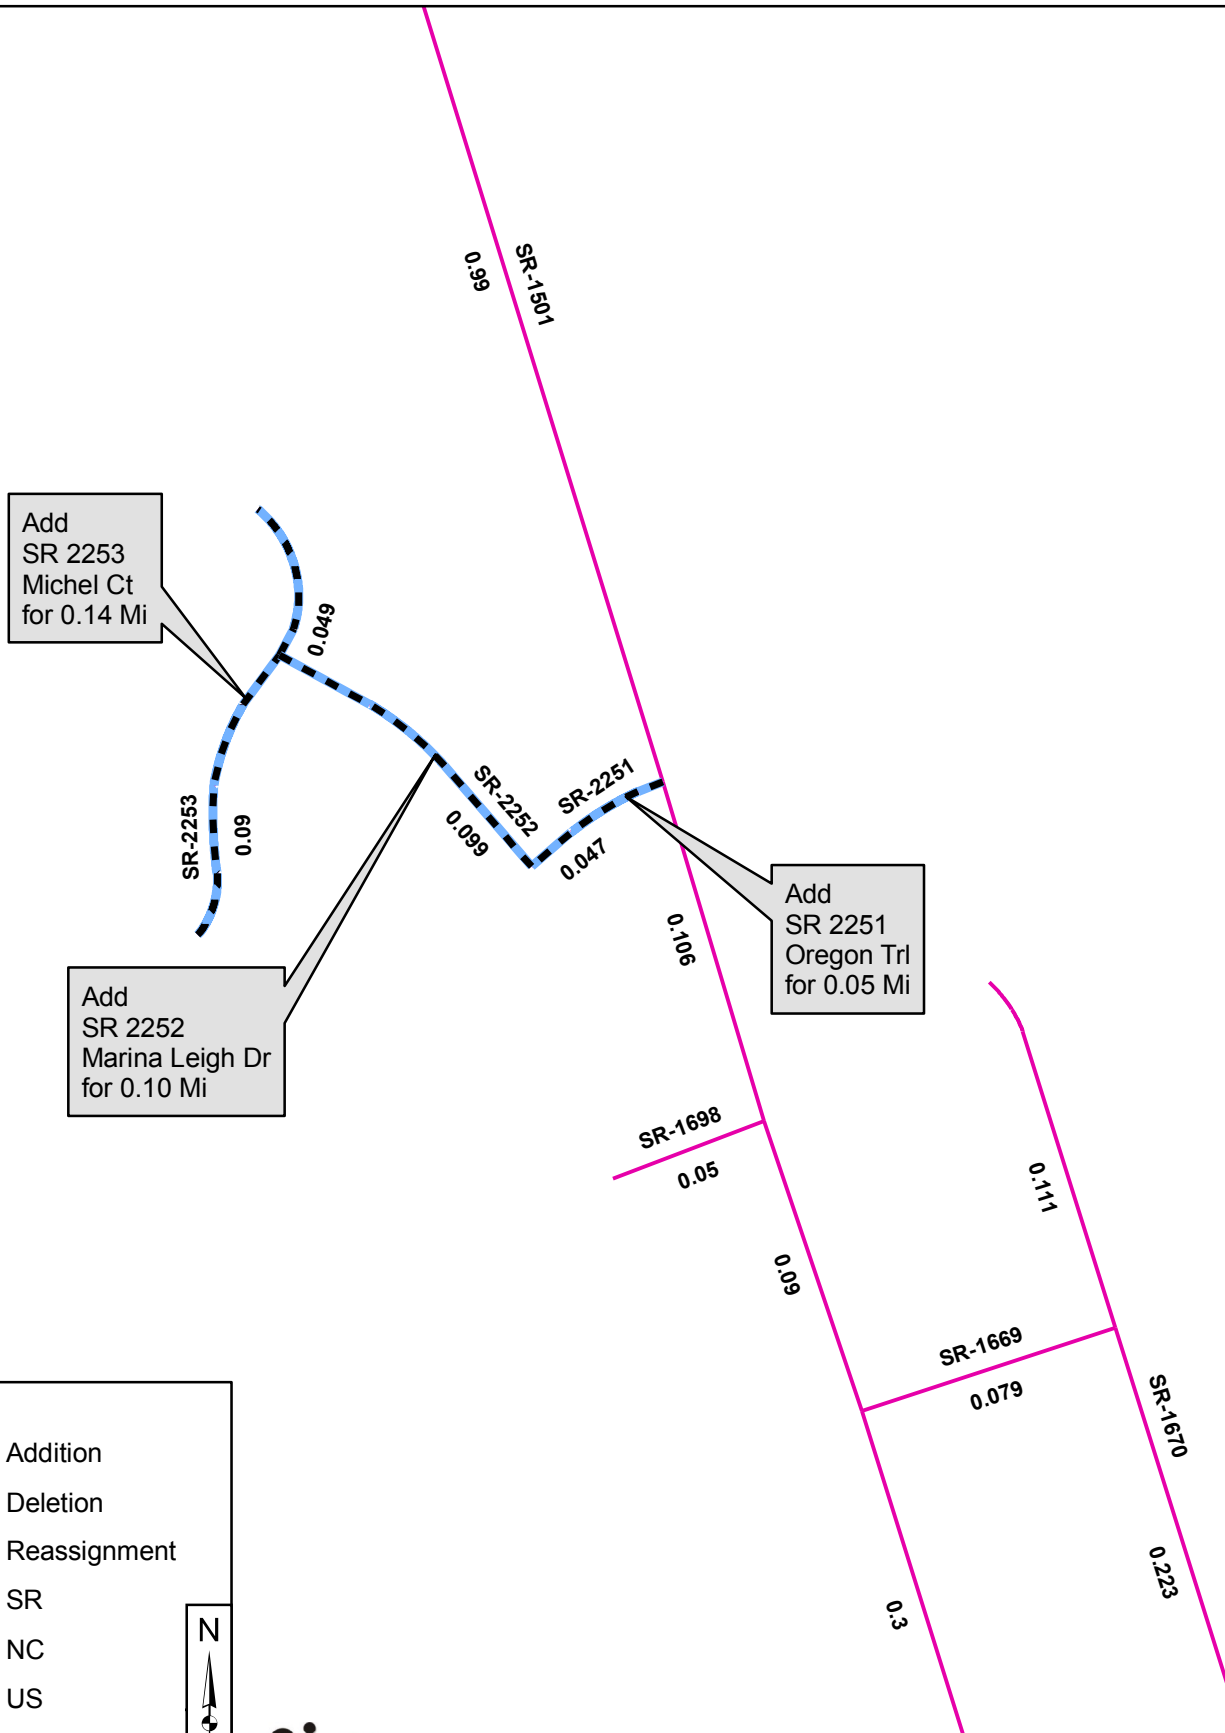 0.99
SR-1501
Add
SR 2253
Michel Ct
for 0.14 Mi
0.049
SR-2253
0.09
SR-2252
0.099
SR-2251
0.047
Add
SR 2251
Oregon Trl
for 0.05 Mi
0.106
Add
SR 2252
Marina Leigh Dr
for 0.10 Mi
SR-1698
0.05
0.111
0.09
SR-1669
0.079
SR-1670
0.223
0.3
Addition
Deletion
Reassignment
SR
NC
US
N